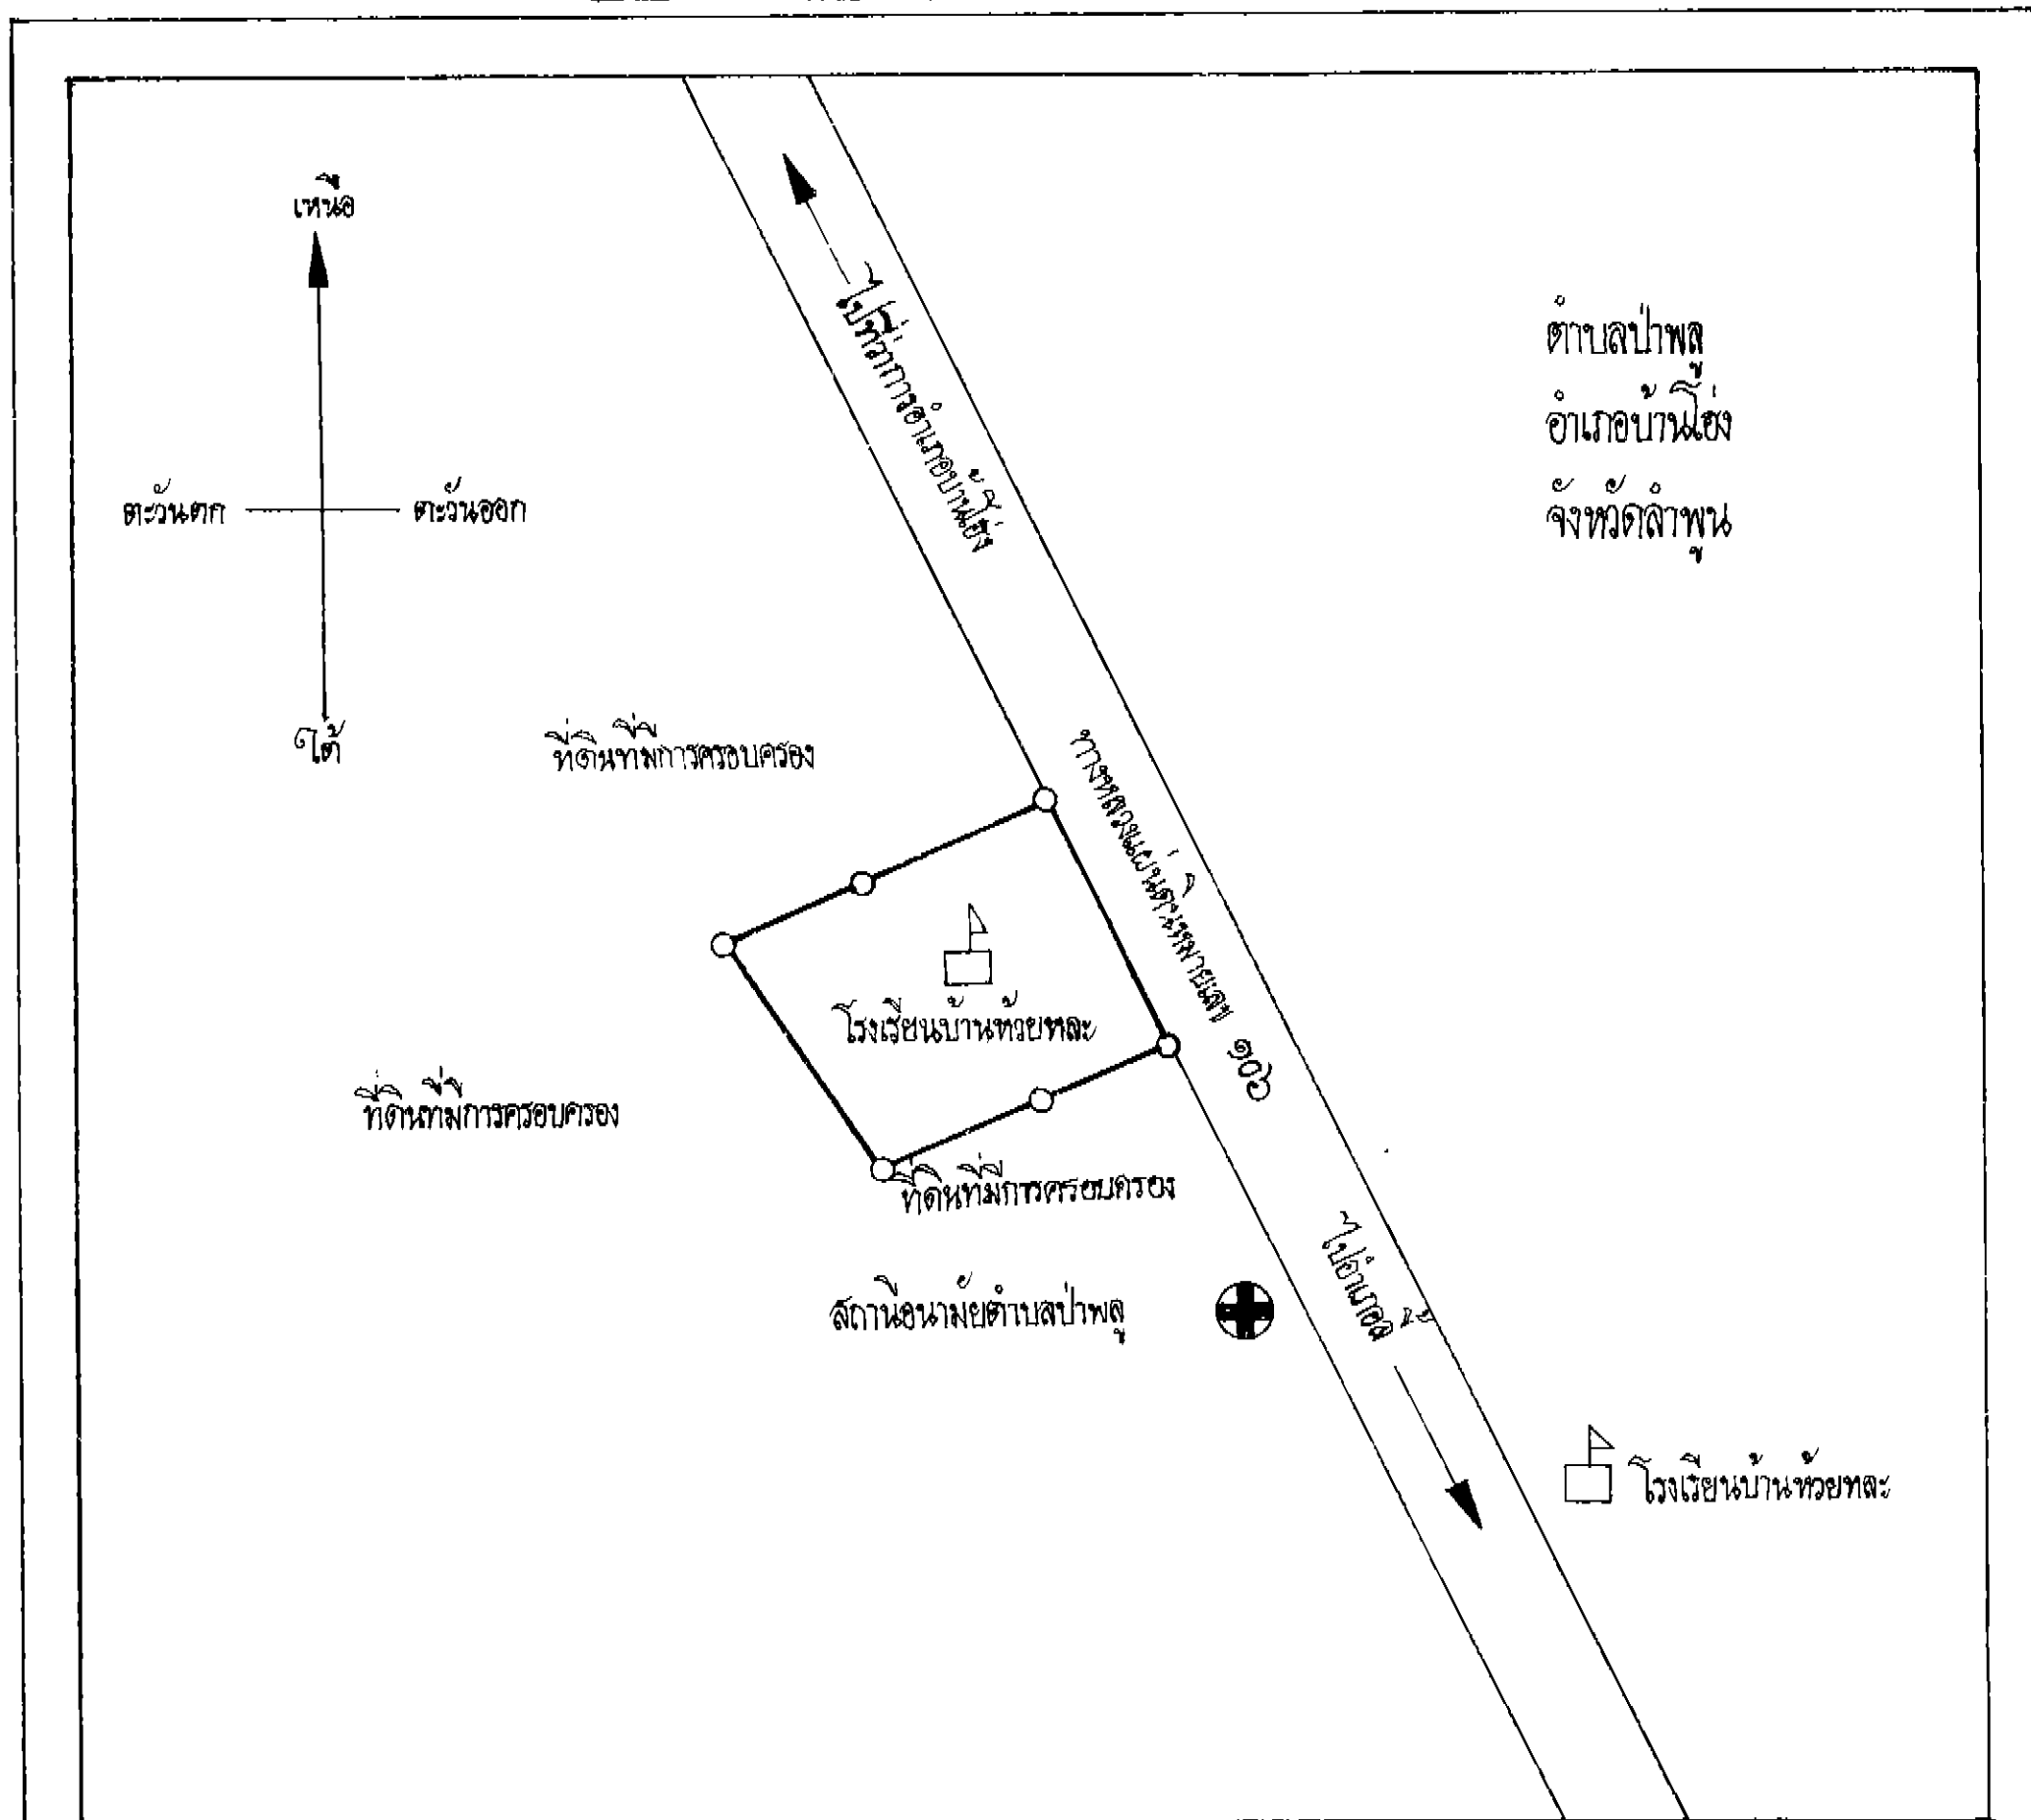 เหนือ
ตะวันตก
ตะวันออก
ใต้
ไปที่ว่าการอำเภอบ้านโฮ่ง
ตำบลป่าพลู
อำเภอบ้านโฮ่ง
จังหวัดลำพูน
ที่ดินที่มีการครอบครอง
ทางหลวงแผ่นดินหมายเลข ๑๐๖
โรงเรียนบ้านห้วยหละ
ที่ดินที่มีการครอบครอง
ที่ดินที่มีการครอบครอง
สถานีอนามัยตำบลป่าพลู
ไปอำเภอลี้
โรงเรียนบ้านห้วยหละ